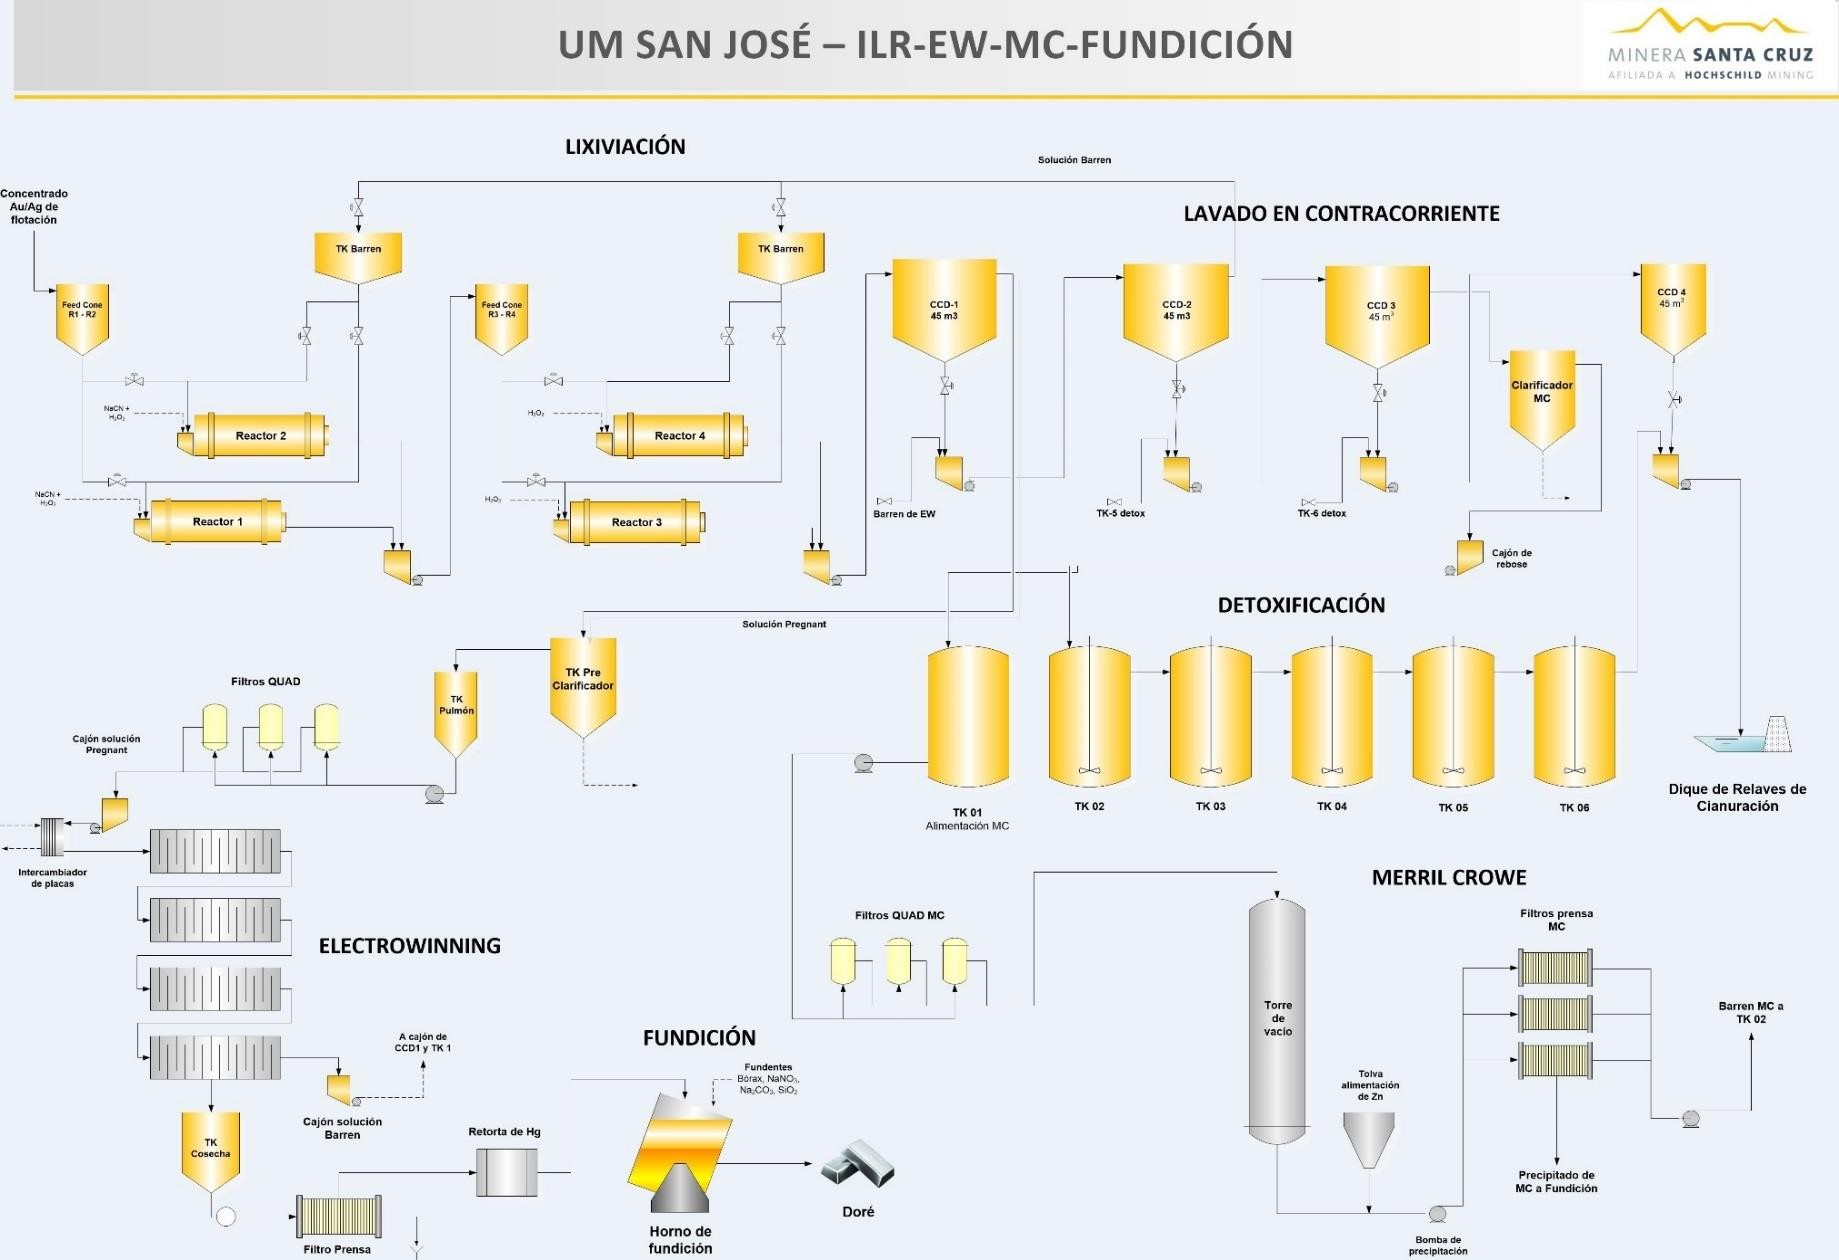 UM SAN JOSÉ – ILR-EW-MC-FUNDICIÓN
MINERA SANTA CRUZ
AFILIADA A HOCHSCHILD MINING
LIXIVIACIÓN
Solución Barren
Concentrado
Au/Ag de
flotación
LAVADO EN CONTRACORRIENTE
TK Barren
TK Barren
Feed Cone
R1 - R2
Feed Cone
R3 - R4
CCD-1
45 m3
CCD-2
45 m3
CCD 3
45 m³
CCD 4
45 m³
Clarificador
MC
NaCN +
H₂O₂
Reactor 2
H₂O₂
Reactor 4
NaCN +
H₂O₂
Reactor 1
H₂O₂
Reactor 3
Barren de EW
TK-5 detox
TK-6 detox
Cajón de
rebose
DETOXIFICACIÓN
Solución Pregnant
TK Pre
Clarificador
TK
Pulmón
Filtros QUAD
Cajón solución
Pregnant
TK 01
Alimentación MC
TK 02
TK 03
TK 04
TK 05
TK 06
Dique de Relaves de
Cianuración
Intercambiador
de placas
ELECTROWINNING
MERRIL CROWE
Filtros QUAD MC
Filtros prensa
MC
Torre
de
vacío
Barren MC a
TK 02
A cajón de
CCD1 y TK 1
FUNDICIÓN
Fundentes
Bórax, NaNO₃,
Na₂CO₃, SiO₂
Tolva
alimentación
de Zn
Cajón solución
Barren
TK
Cosecha
Retorta de Hg
Precipitado de
MC a Fundición
Doré
Horno de
fundición
Filtro Prensa
Bomba de
precipitación